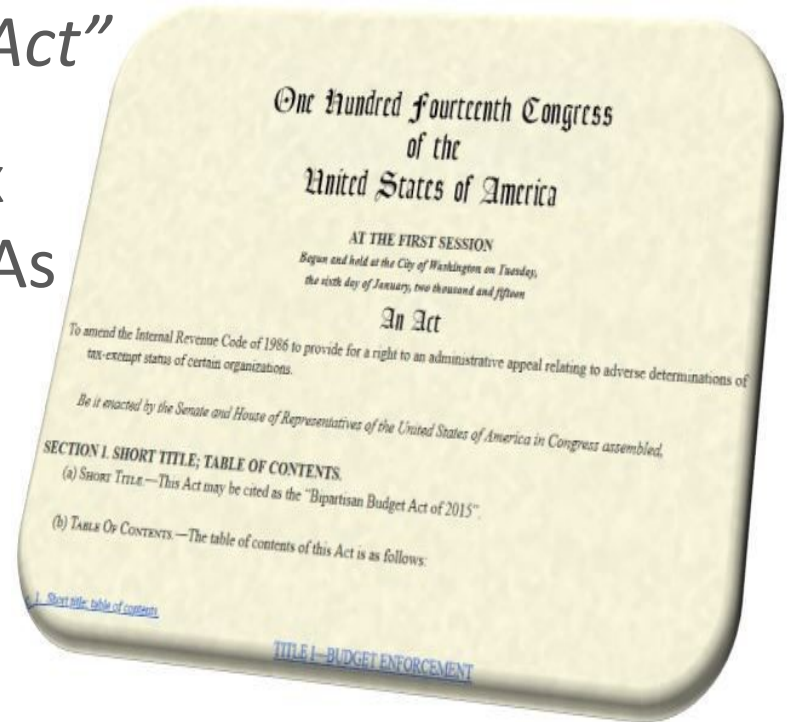 Act”
x
As
One Hundred Fourteenth Congress
of the
United States of America
AT THE FIRST SESSION
Begun and held at the City of Washington on Tuesday,
the sixth day of January, two thousand and fifteen
An Act
To amend the Internal Revenue Code of 1986 to provide for a right to an administrative appeal relating to adverse determinations of
tax-exempt status of certain organizations.
Be it enacted by the Senate and House of Representatives of the United States of America in Congress assembled,
SECTION 1. SHORT TITLE; TABLE OF CONTENTS.
(a) SHORT TITLE.—This Act may be cited as the “Bipartisan Budget Act of 2015”.
(b) TABLE OF CONTENTS.—The table of contents of this Act is as follows:
1. Short title; table of contents.
TITLE I—BUDGET ENFORCEMENT